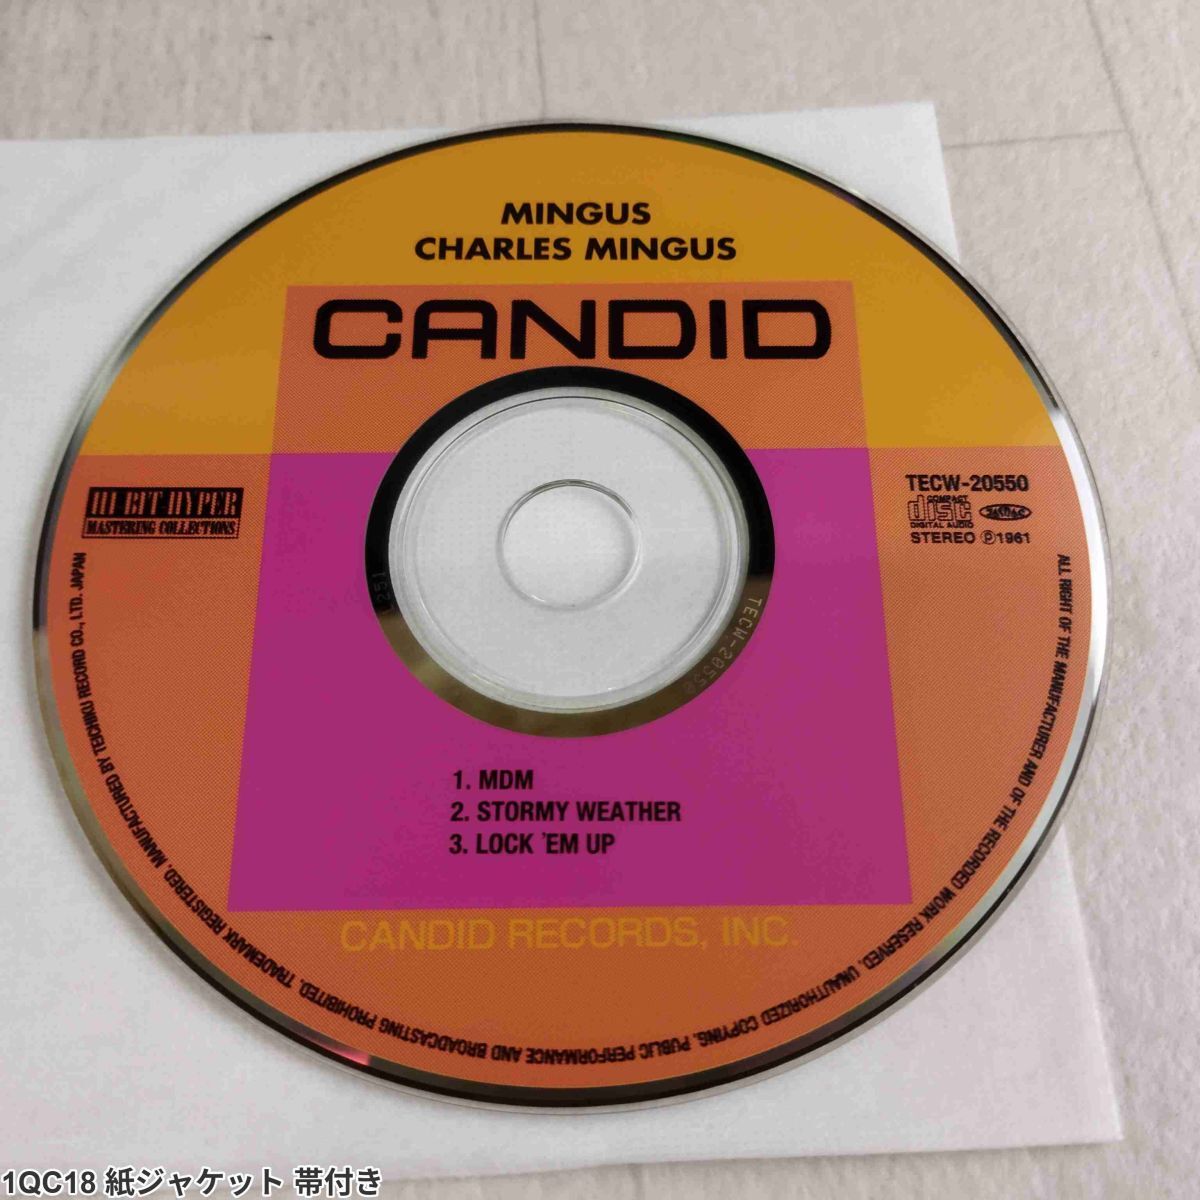 MINGUS
CHARLES MINGUS
CANDID
HI BIT HYPER
MASTERING COLLECTIONS
TECW-20550
COMPACT
disc
DIGITAL AUDIO
STEREO Ⓟ1961
TECW-20550
1. MDM
2. STORMY WEATHER
3. LOCK 'EM UP
CANDID RECORDS, INC.
ALL RIGHT OF THE MANUFACTURER AND OF THE RECORDED WORK RESERVED. UNAUTHORIZED COPYING, PUBLIC PERFORMANCE AND BROADCASTING PROHIBITED. TRADEMARK REGISTERED. MANUFACTURED BY TEICHIKU RECORD CO., LTD. JAPAN
1QC18 紙ジャケット 帯付き